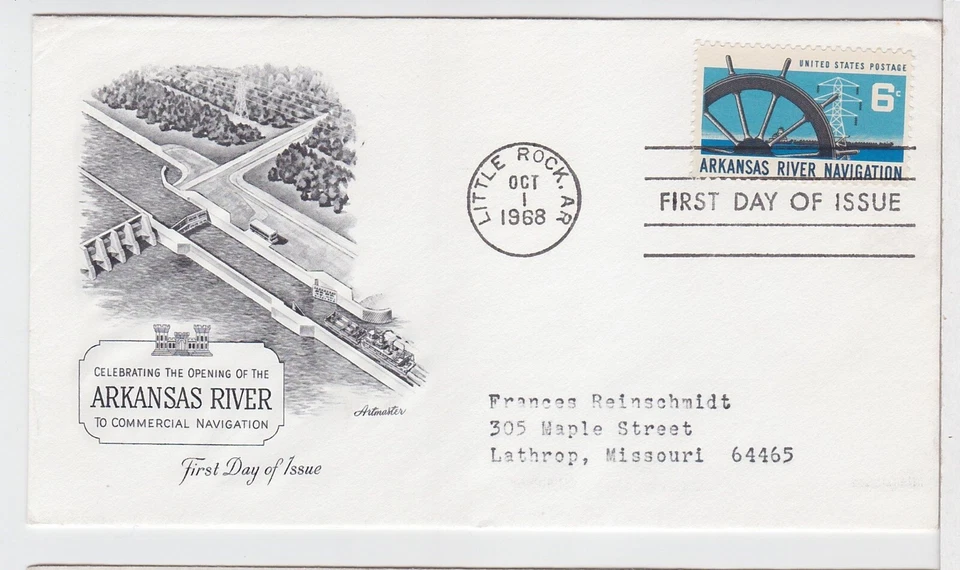 UNITED STATES POSTAGE
6c
ARKANSAS RIVER NAVIGATION
LITTLE ROCK, AR
OCT
1
1968
FIRST DAY OF ISSUE
CELEBRATING THE OPENING OF THE
ARKANSAS RIVER
TO COMMERCIAL NAVIGATION
Artmaster
First Day of Issue
Frances Reinschmidt
305 Maple Street
Lathrop, Missouri 64465